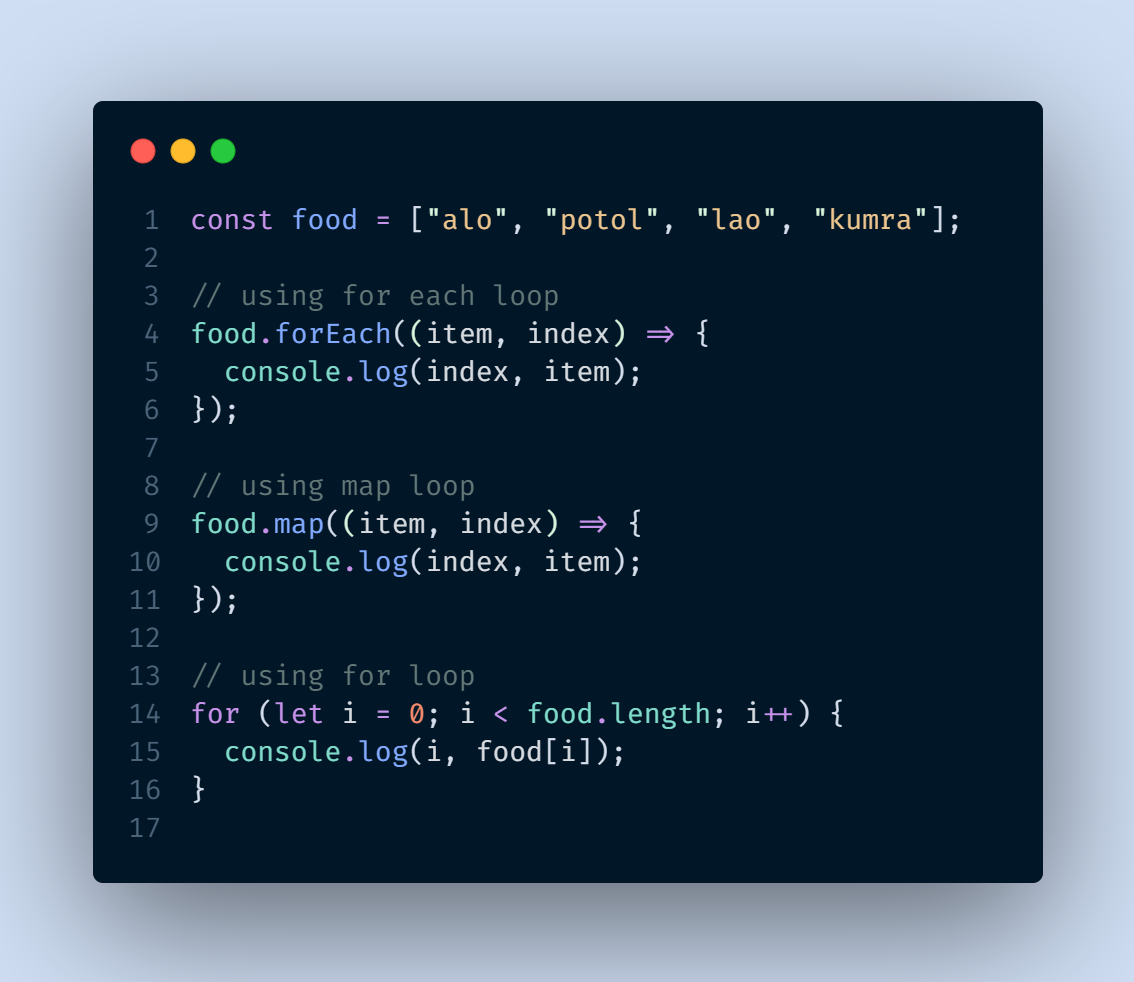 1 const food = ["alo", "potol", "lao", "kumra"];
2
3 // using for each loop
4 food.forEach((item, index) => {
5   console.log(index, item);
6 });
7
8 // using map loop
9 food.map((item, index) => {
10   console.log(index, item);
11 });
12
13 // using for loop
14 for (let i = 0; i < food.length; i++) {
15   console.log(i, food[i]);
16 }
17